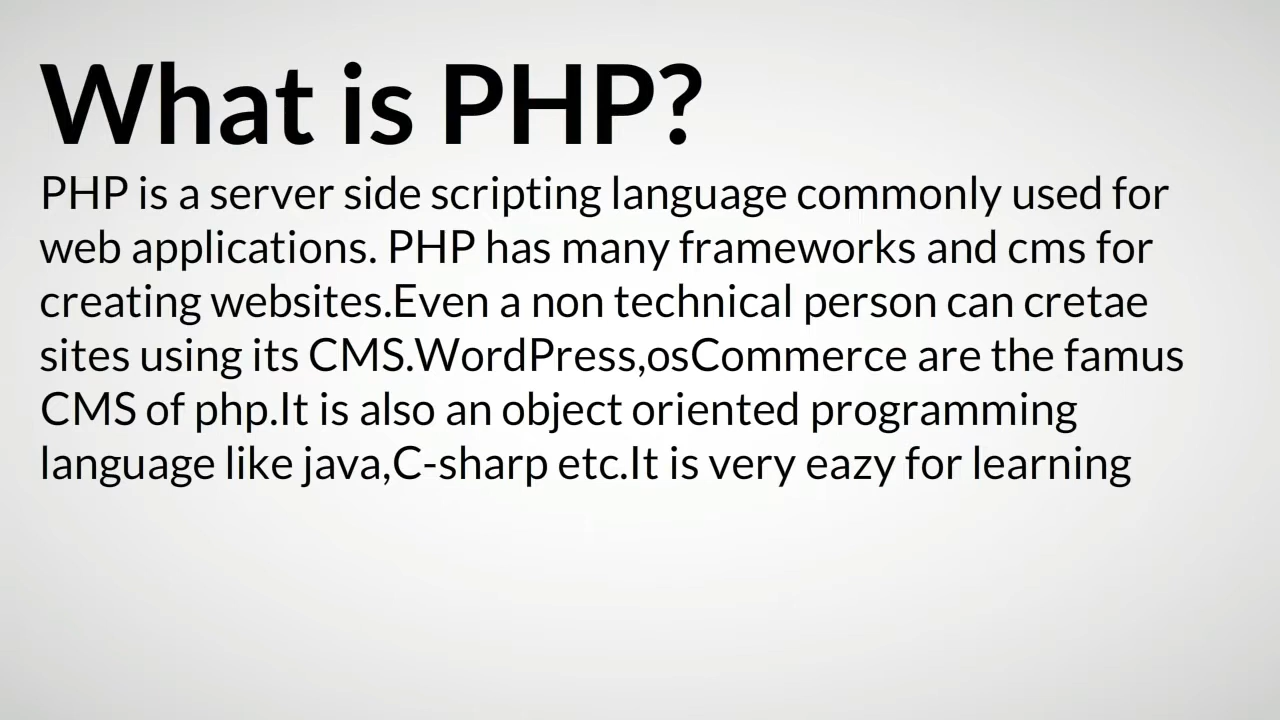 What is PHP?
PHP is a server side scripting language commonly used for
web applications. PHP has many frameworks and cms for
creating websites.Even a non technical person can cretae
sites using its CMS.WordPress,osCommerce are the famus
CMS of php.It is also an object oriented programming
language like java,C-sharp etc.It is very eazy for learning